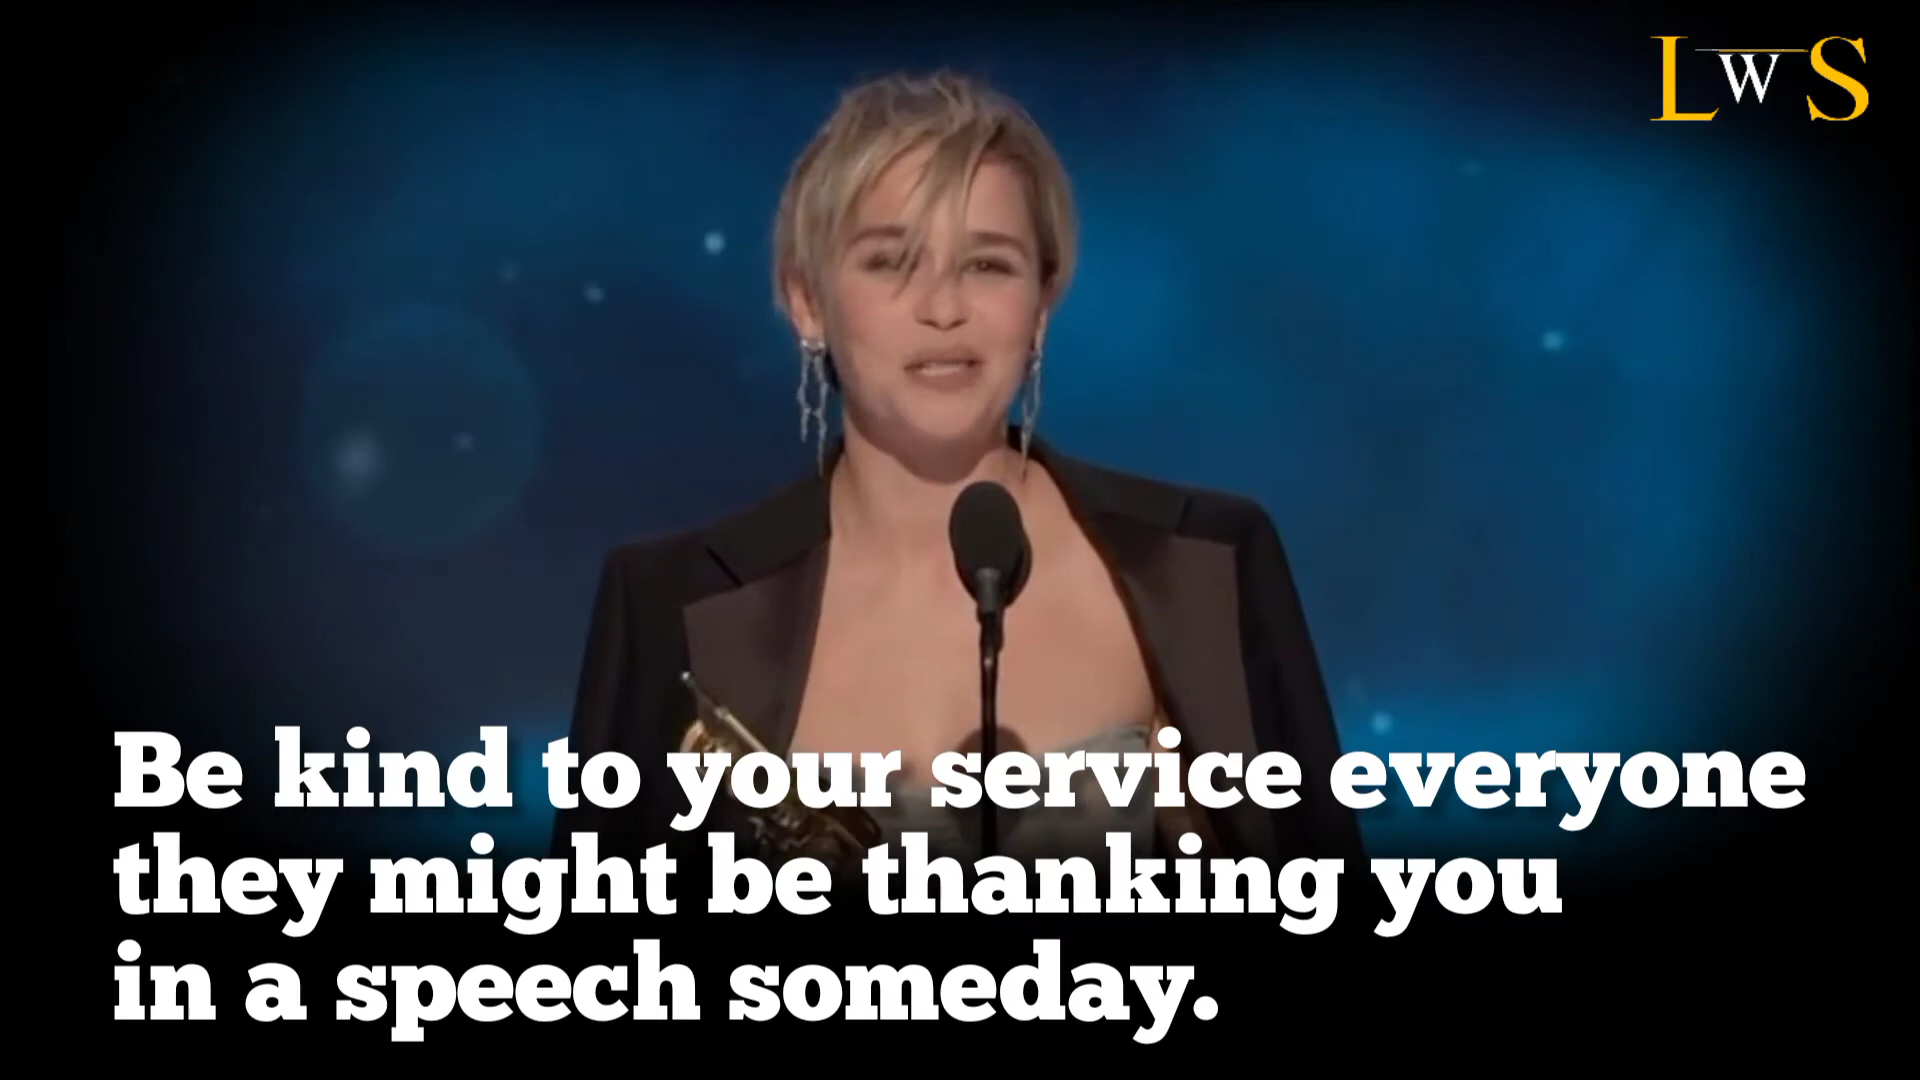 LWS
Be kind to your service everyone
they might be thanking you
in a speech someday.